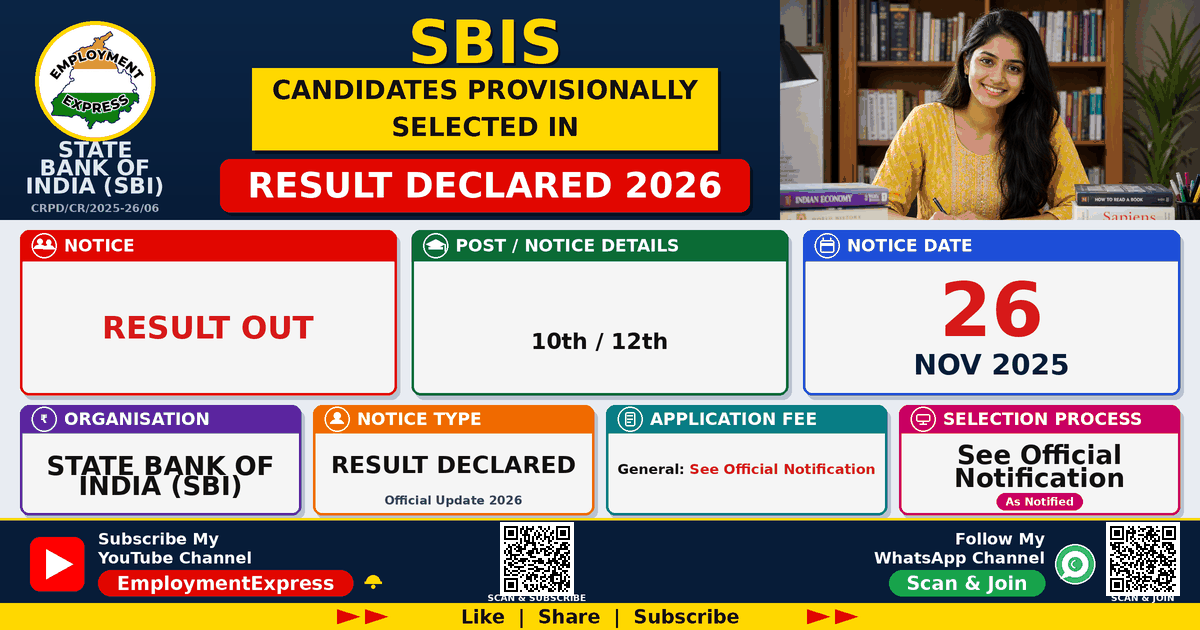 EMPLOYMENT
EXPRESS
STATE
BANK OF
INDIA (SBI)
CRPD/CR/2025-26/06
SBIS
CANDIDATES PROVISIONALLY
SELECTED IN
RESULT DECLARED 2026
INDIAN ECONOMY
WORLD HISTORY
HOW TO READ A BOOK
Sapiens
NOTICE
RESULT OUT
POST / NOTICE DETAILS
10th / 12th
NOTICE DATE
26
NOV 2025
ORGANISATION
STATE BANK OF
INDIA (SBI)
NOTICE TYPE
RESULT DECLARED
Official Update 2026
APPLICATION FEE
General: See Official Notification
SELECTION PROCESS
See Official
Notification
As Notified
Subscribe My
YouTube Channel
EmploymentExpress
SCAN & SUBSCRIBE
Follow My
WhatsApp Channel
Scan & Join
SCAN & JOIN
Like | Share | Subscribe